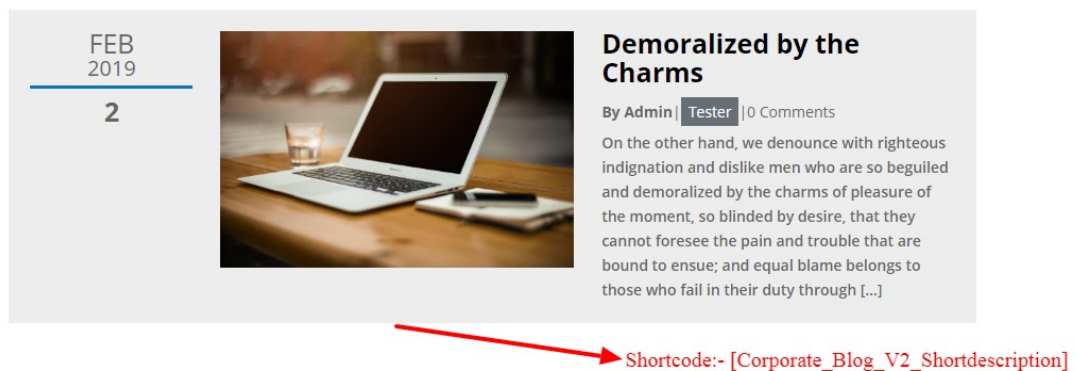 FEB
2019
2
Demoralized by the
Charms
By Admin| Tester |0 Comments
On the other hand, we denounce with righteous
indignation and dislike men who are so beguiled
and demoralized by the charms of pleasure of
the moment, so blinded by desire, that they
cannot foresee the pain and trouble that are
bound to ensue; and equal blame belongs to
those who fail in their duty through [...]
Shortcode:- [Corporate_Blog_V2_Shortdescription]